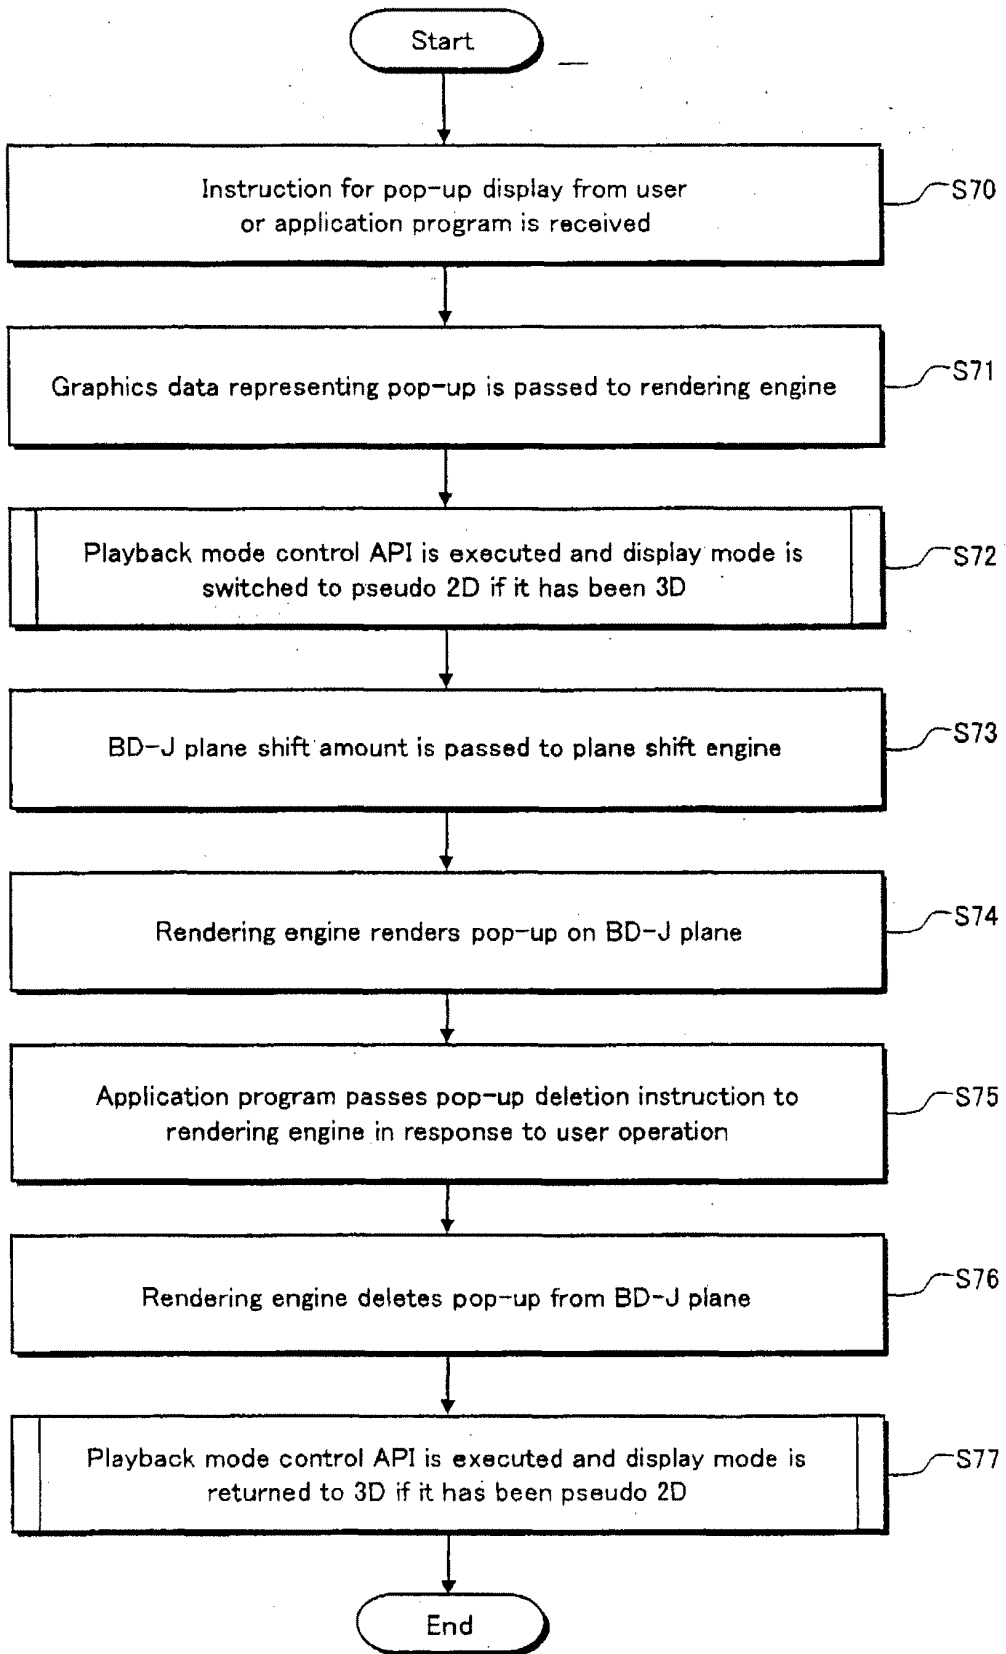 Start
Instruction for pop-up display from user
or application program is received
S70
Graphics data representing pop-up is passed to rendering engine
S71
Playback mode control API is executed and display mode is
switched to pseudo 2D if it has been 3D
S72
BD-J plane shift amount is passed to plane shift engine
S73
Rendering engine renders pop-up on BD-J plane
S74
Application program passes pop-up deletion instruction to
rendering engine in response to user operation
S75
Rendering engine deletes pop-up from BD-J plane
S76
Playback mode control API is executed and display mode is
returned to 3D if it has been pseudo 2D
S77
End